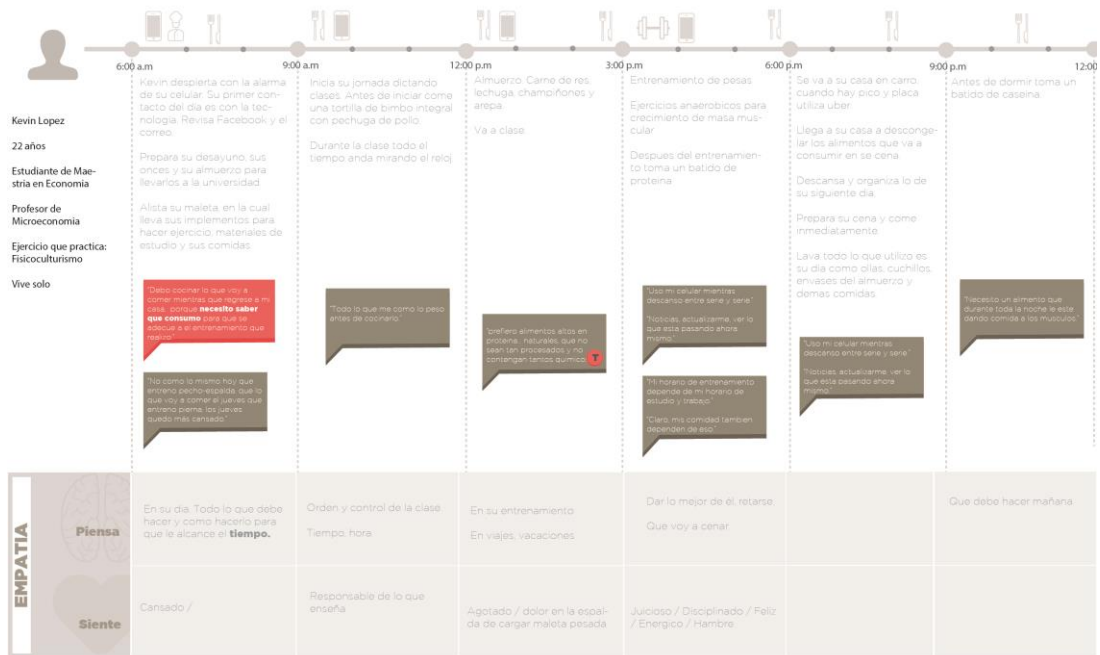 6:00 a.m
9:00 a.m
12:00 p.m
3:00 p.m
6:00 p.m
9:00 p.m
12:00
Kevin Lopez
22 años
Estudiante de Mae-
stria en Economia
Profesor de
Microeconomia
Ejercicio que practica:
Fisicoculturismo
Vive solo
Kevin despierta con la alarma
de su celular. Su primer con-
tacto del dia es con la tec-
nologia. Revisa Facebook y el
correo.
Prepara su desayuno, sus
onces y su almuerzo para
llevarlos a la universidad
Alista su maleta, en la cual
lleva sus implementos para
hacer ejercicio, materiales de
estudio y sus comidas.
Inicia su jornada dictando
clases. Antes de iniciar come
una tortilla de bimbo integral
con pechuga de pollo.
Durante la clase todo el
tiempo anda mirando el reloj.
Almuerzo. Carne de res,
lechuga, champiñones y
arepa.
Va a clase
Entrenamiento de pesas.
Ejercicios anaerobicos para
crecimiento de masa mus-
cular
Despues del entrenamien-
to toma un batido de
proteina
Se va a su casa en carro,
cuando hay pico y placa
utiliza uber.
Llega a su casa a desconge-
lar los alimentos que va a
consumir en se cena
Descansa y organiza lo de
su siguiente dia.
Prepara su cena y come
inmediatamente
Lava todo lo que utilizo es
su dia como ollas, cuchillos,
envases del almuerzo y
demas comidas.
Antes de dormir toma un
batido de caseina.
"Debo cocinar lo que voy a
comer mientras que regrese a mi
casa, porque necesito saber
que consumo para que se
adecue a el entrenamiento que
realizo."
"No como lo mismo hoy que
entreno pecho-espalda, que lo
que voy a comer el jueves que
entreno pierna, los jueves
quedo más cansado."
"Todo lo que me como lo peso
antes de cocinarlo."
"prefiero alimentos altos en
proteina , naturales, que no
sean tan procesados y no
contengan tantos quimico. T
"Uso mi celular mientras
descanso entre serie y serie."
"Noticias, actualizarme, ver lo
que esta pasando ahora
mismo."
"Mi horario de entrenamiento
depende de mi horario de
estudio y trabajo."
"Claro, mis comidad tambien
dependen de eso."
"Uso mi celular mientras
descanso entre serie y serie."
"Noticias, actualizarme, ver lo
que esta pasando ahora
mismo."
"Necesito un alimento que
durante toda la noche le este
dando comida a los musculos."
EMPATIA
Piensa
En su dia. Todo lo que debe
hacer y como hacerlo para
que le alcance el tiempo.
Orden y control de la clase.
Tiempo, hora
En su entrenamiento
En viajes, vacaciones
Dar lo mejor de él, retarse.
Que voy a cenar
Que debe hacer mañana
Siente
Cansado /
Responsable de lo que
enseña
Agotado / dolor en la espal-
da de cargar maleta pesada
Juicioso / Disciplinado / Feliz
/ Energico / Hambre